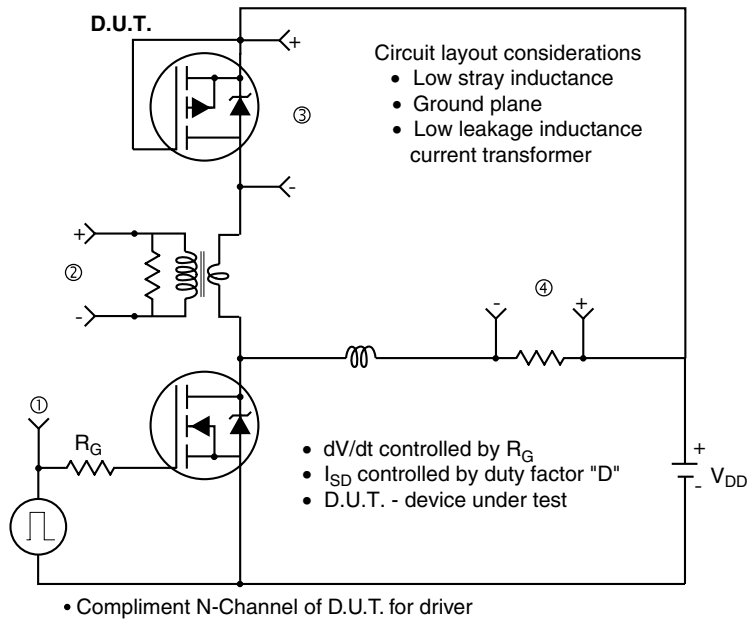 D.U.T.
+
Circuit layout considerations
• Low stray inductance
• Ground plane
• Low leakage inductance
current transformer
③
-
+
②
-
④
- +
①
R_G
• dV/dt controlled by R_G
• I_SD controlled by duty factor "D"
• D.U.T. - device under test
+
V_DD
-
• Compliment N-Channel of D.U.T. for driver